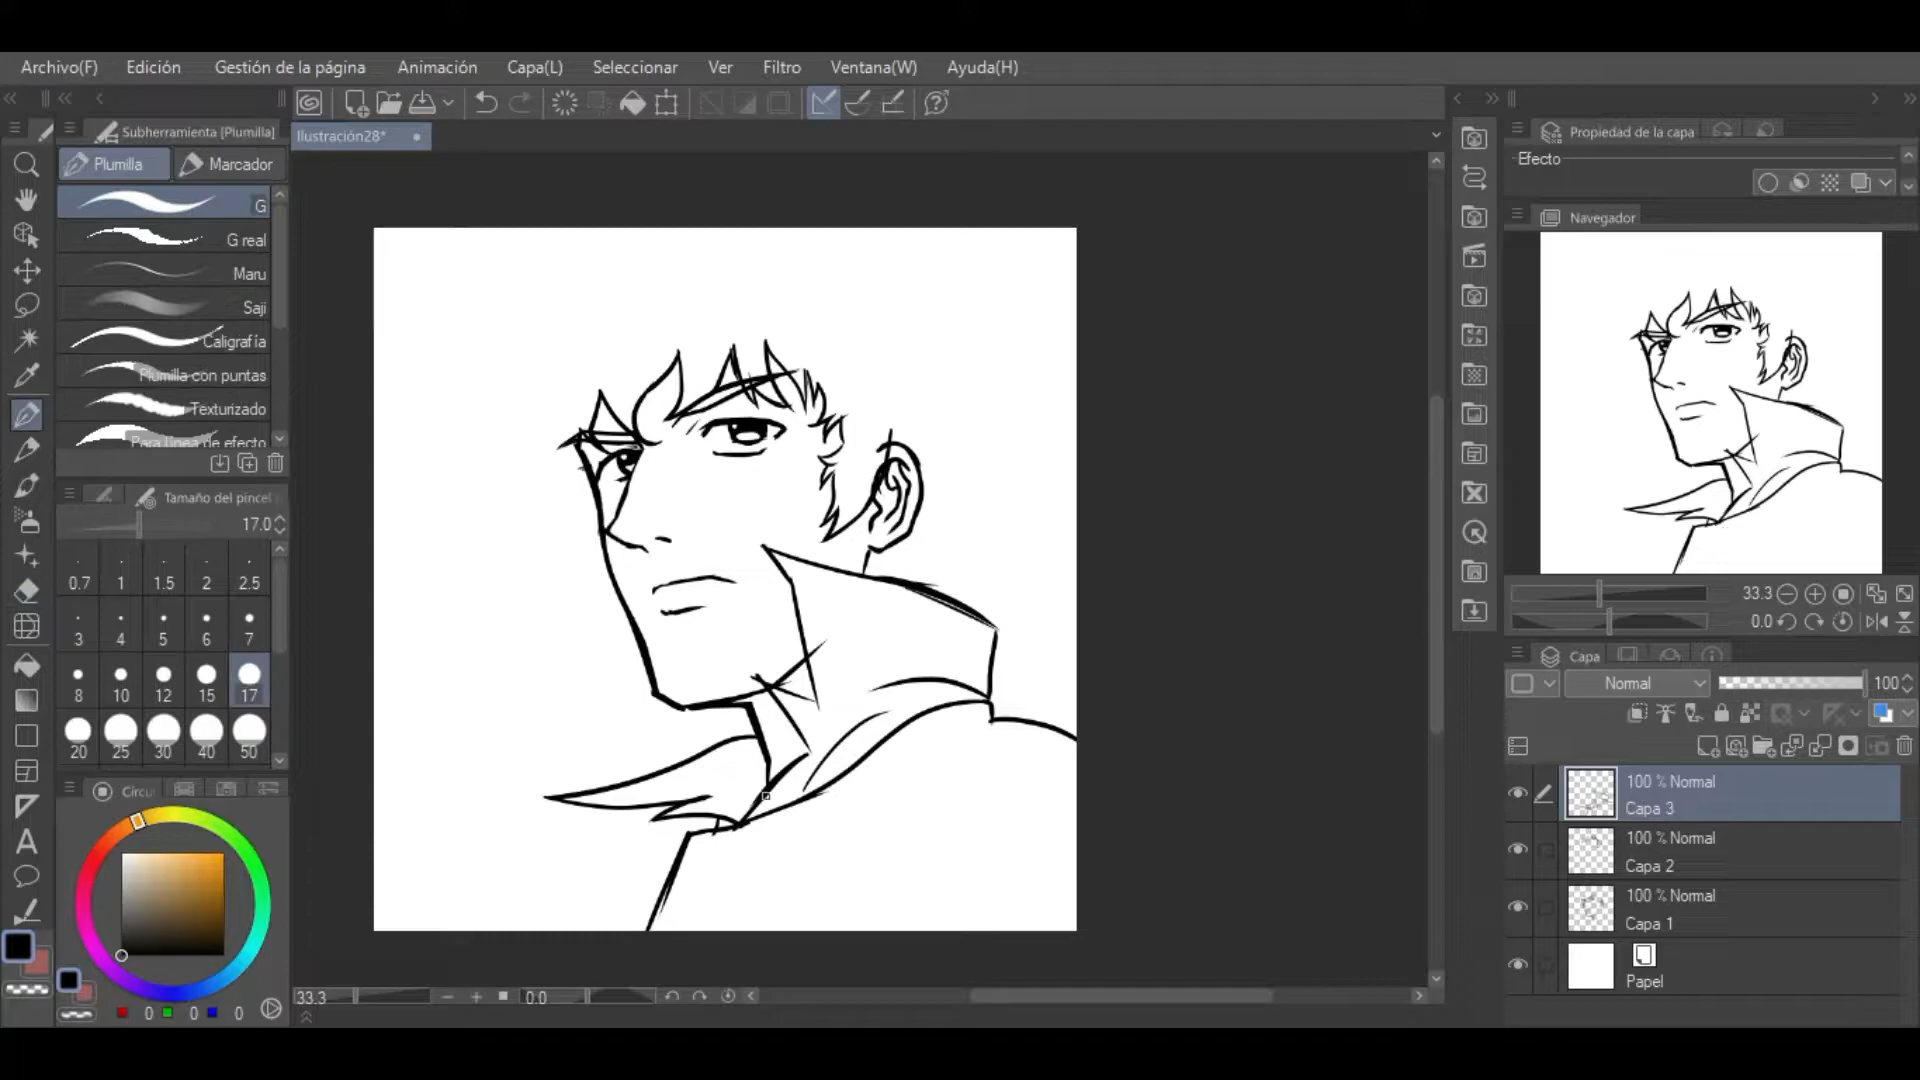 Archivo(F) Edición Gestión de la página Animación Capa(L) Seleccionar Ver Filtro Ventana(W) Ayuda(H)
Subherramienta [Plumilla]
Ilustración28*
Propiedad de la capa
Plumilla Marcador
Efecto
G
G real
Maru
Saji
Caligrafía
Plumilla con puntas
Texturizado
Para línea de efecto
Navegador
Tamaño del pincel
17.0
0.7 1 1.5 2 2.5
3 4 5 6 7
8 10 12 15 17
20 25 30 40 50
33.3
0.0
Capa
Normal 100
100 % Normal
Capa 3
100 % Normal
Capa 2
100 % Normal
Capa 1
Papel
Círcu
A
0 0 0
33.3 0.0